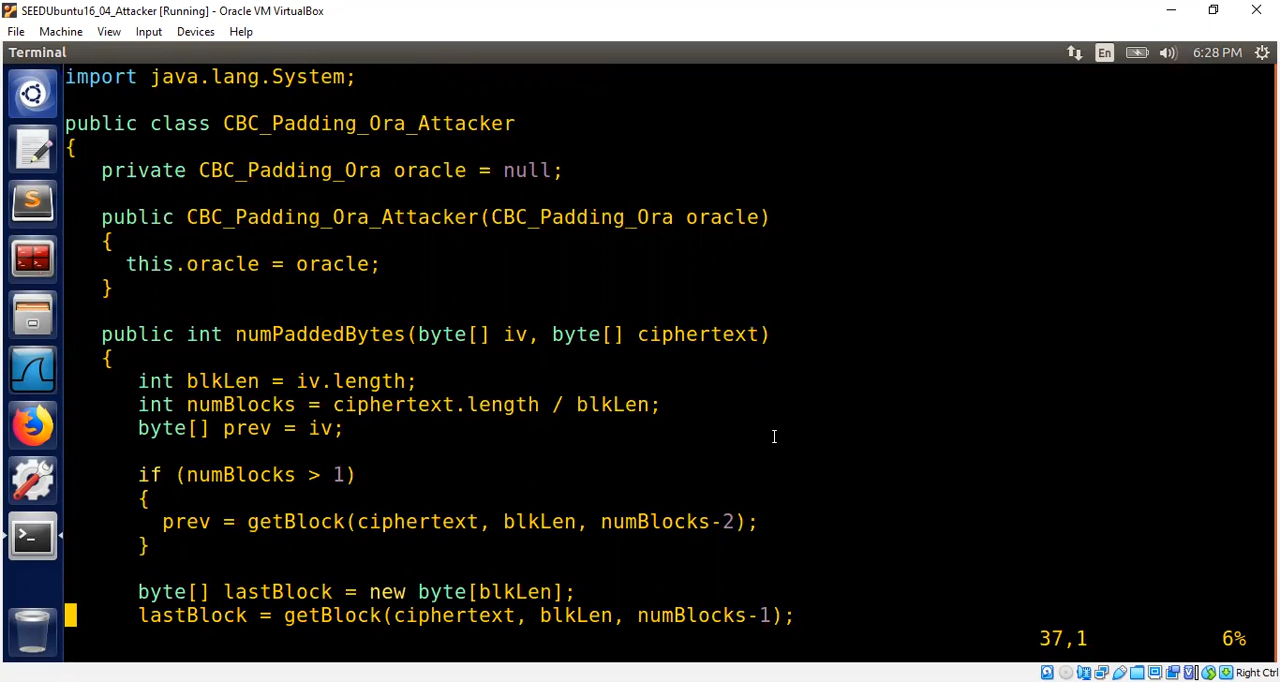 SEEDUbuntu16_04_Attacker [Running] - Oracle VM VirtualBox
File Machine View Input Devices Help
Terminal En 6:28 PM
import java.lang.System;
public class CBC_Padding_Ora_Attacker
{
private CBC_Padding_Ora oracle = null;
public CBC_Padding_Ora_Attacker(CBC_Padding_Ora oracle)
{
this.oracle = oracle;
}
public int numPaddedBytes(byte[] iv, byte[] ciphertext)
{
int blkLen = iv.length;
int numBlocks = ciphertext.length / blkLen;
byte[] prev = iv;
if (numBlocks > 1)
{
prev = getBlock(ciphertext, blkLen, numBlocks-2);
}
byte[] lastBlock = new byte[blkLen];
lastBlock = getBlock(ciphertext, blkLen, numBlocks-1);
37,1 6%
Right Ctrl